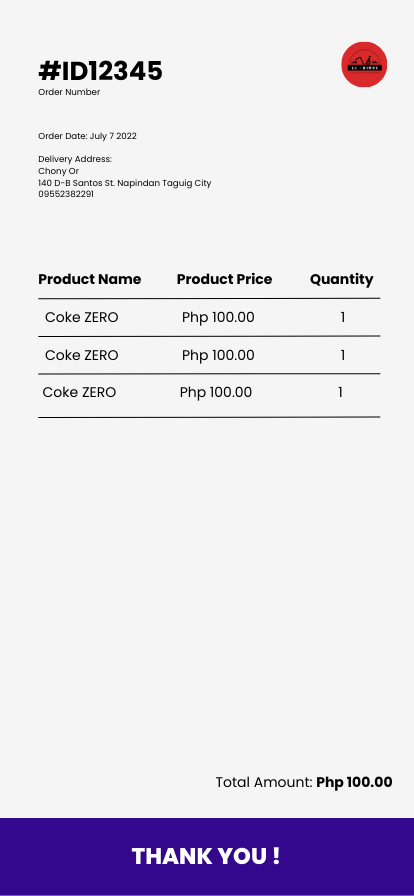 #ID12345
Order Number
Order Date: July 7 2022
Delivery Address:
Chony Or
140 D-B Santos St. Napindan Taguig City
09552382291
Product Name Product Price Quantity
Coke ZERO Php 100.00 1
Coke ZERO Php 100.00 1
Coke ZERO Php 100.00 1
Total Amount: Php 100.00
THANK YOU !